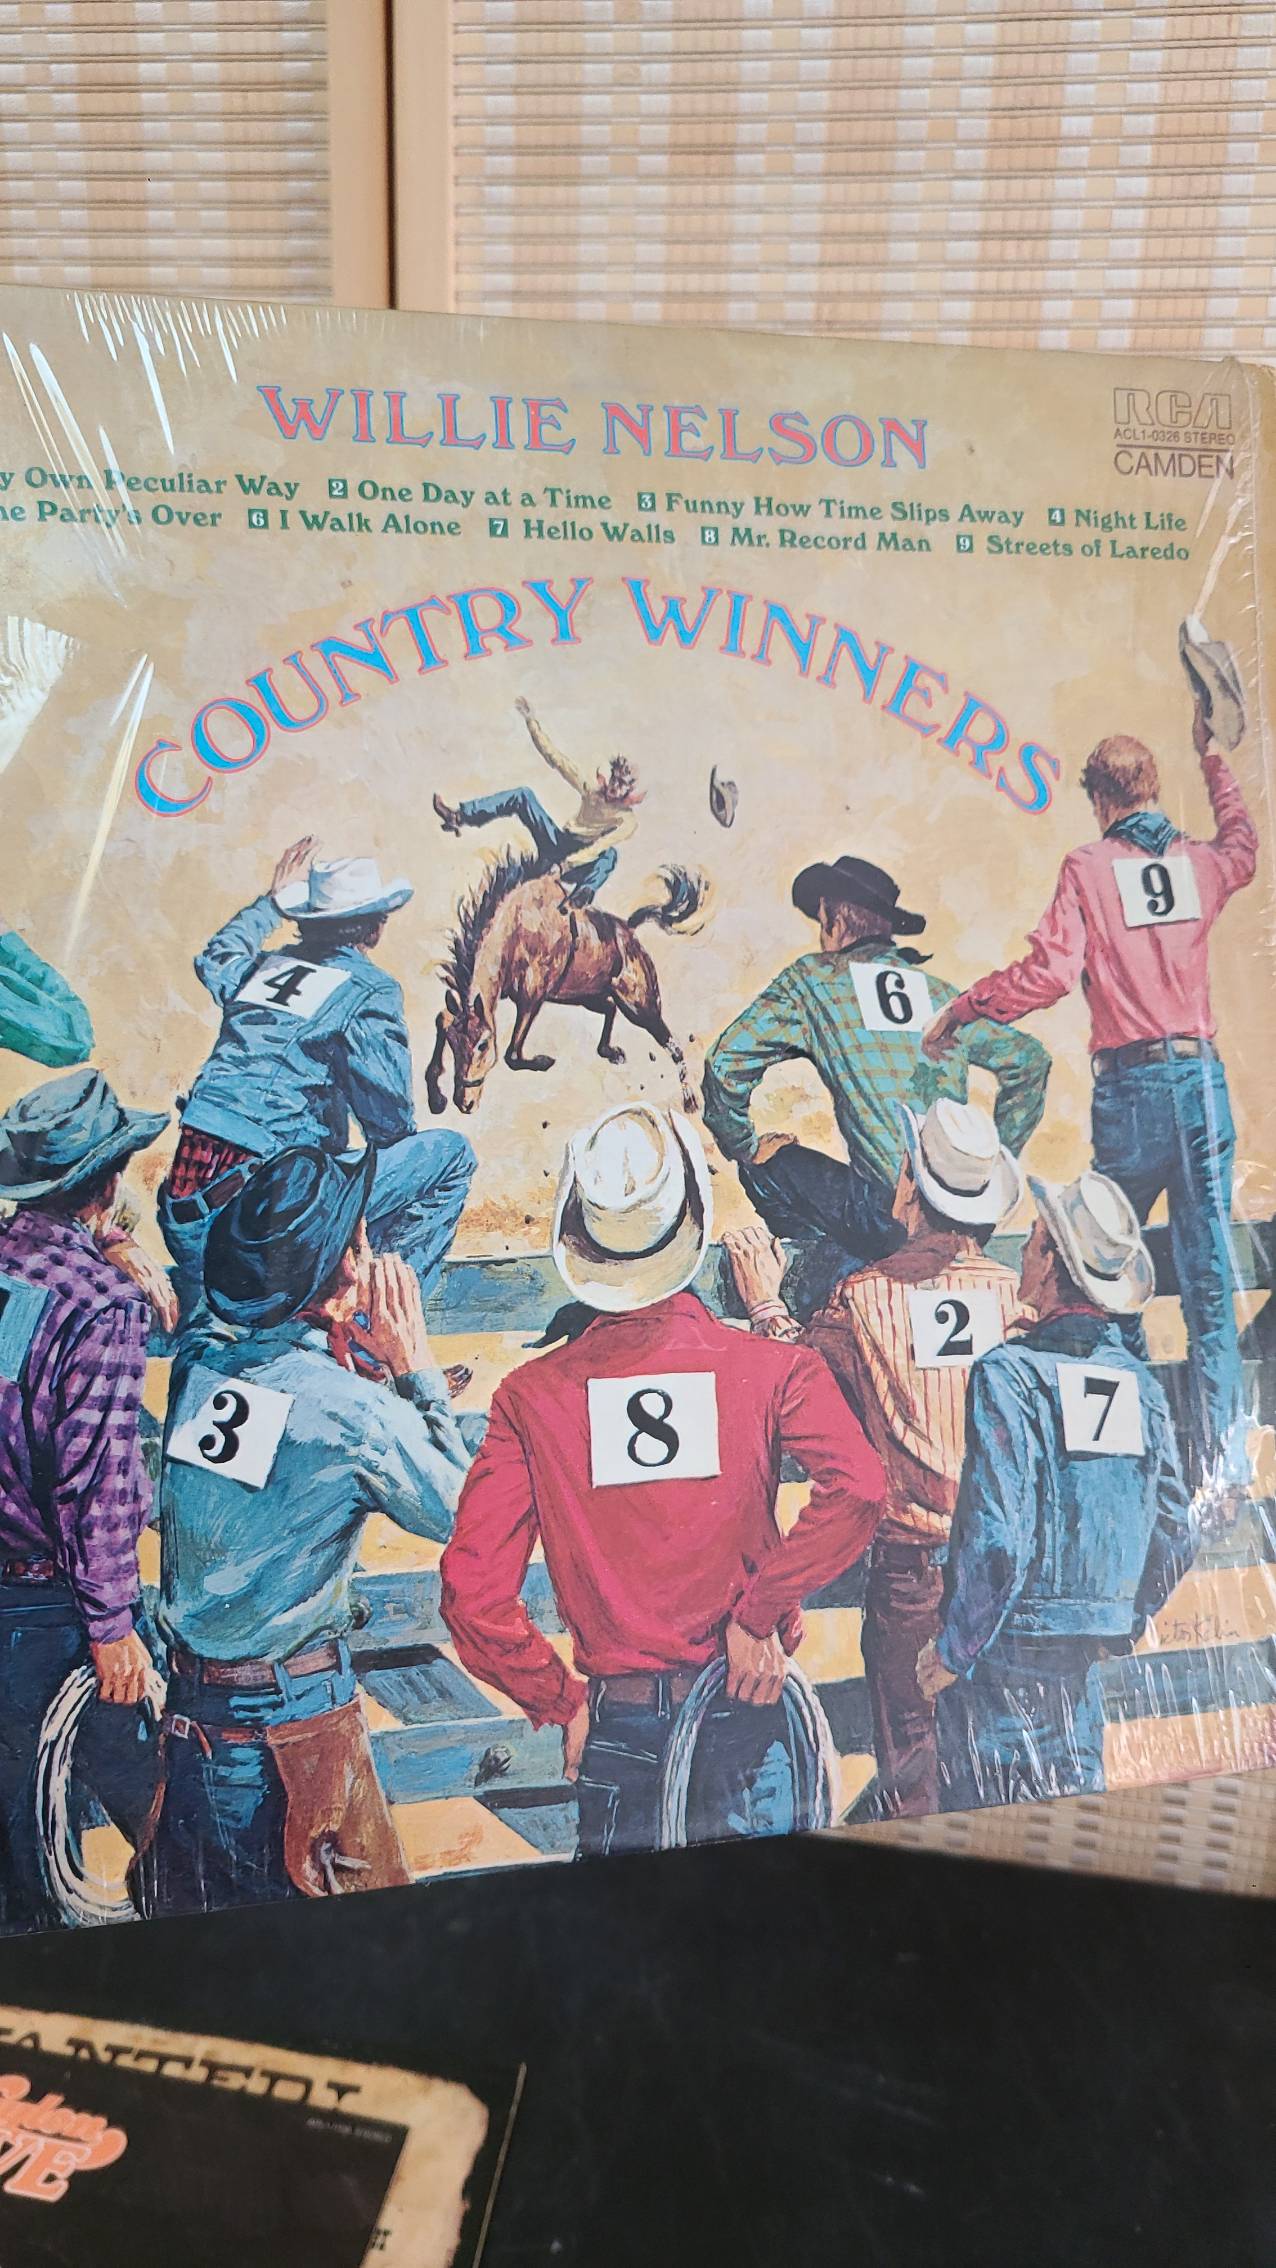 WILLIE NELSON
RCA
ACL1-0326 STEREO
CAMDEN
Own Peculiar Way 2 One Day at a Time 3 Funny How Time Slips Away 4 Night Life
Party's Over 6 I Walk Alone 7 Hello Walls 8 Mr. Record Man 9 Streets of Laredo
COUNTRY WINNERS
9
4
6
2
3
8
7